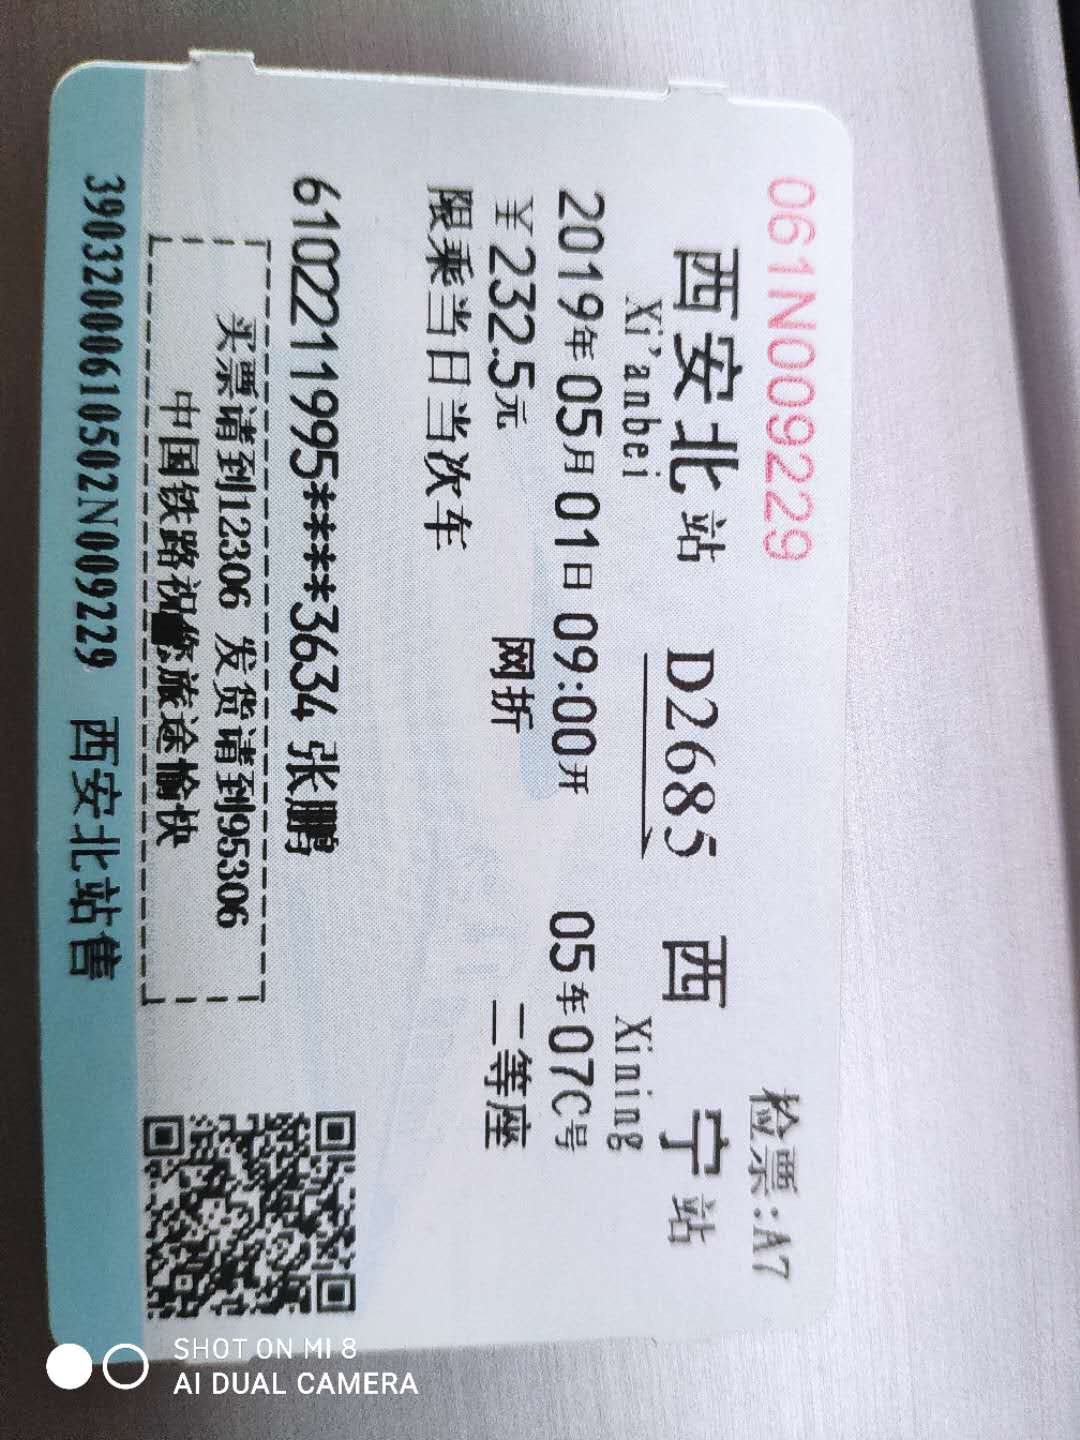 061N009229
检票:A7
西安北站 D2685 西宁站
Xi'anbei Xining
2019年05月01日09:00开 05车07C号
￥232.5元 网折 二等座
限乘当日当次车
6102211995****3634 张鹏
买票请到12306 发货请到95306
中国铁路祝您旅途愉快
39032000610502N009229 西安北站售
SHOT ON MI 8
AI DUAL CAMERA